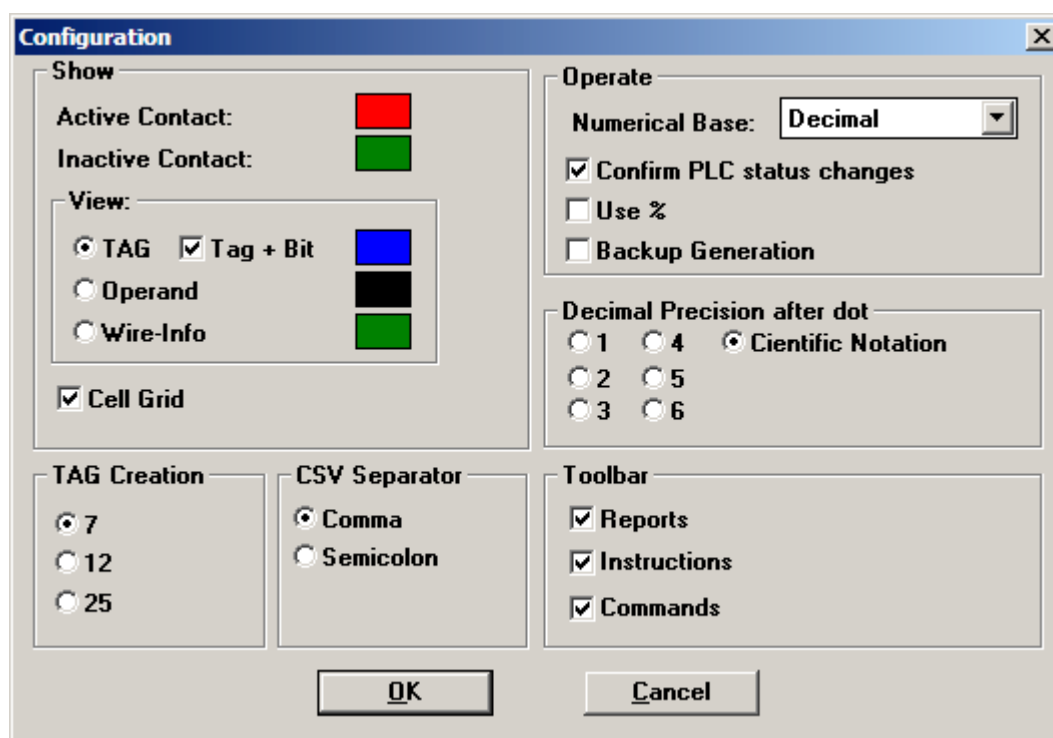 Configuration
Show
Active Contact:
Inactive Contact:
View:
TAG
Tag + Bit
Operand
Wire-Info
Cell Grid
Operate
Numerical Base:
Decimal
Confirm PLC status changes
Use %
Backup Generation
Decimal Precision after dot
1
4
Cientific Notation
2
5
3
6
TAG Creation
7
12
25
CSV Separator
Comma
Semicolon
Toolbar
Reports
Instructions
Commands
OK
Cancel